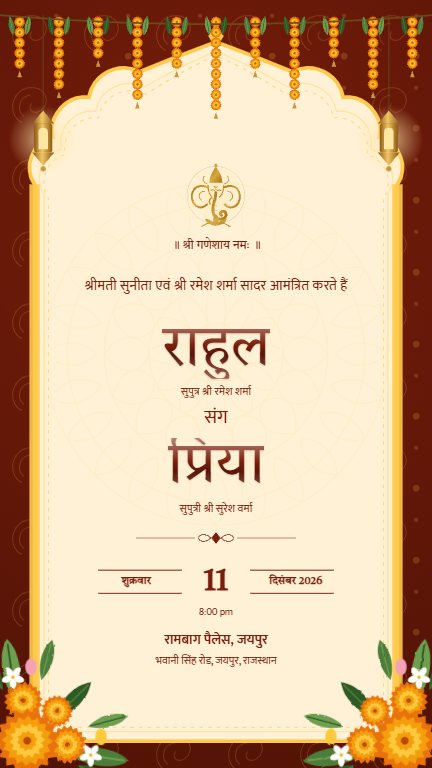 ॥ श्री गणेशाय नमः ॥
श्रीमती सुनीता एवं श्री रमेश शर्मा सादर आमंत्रित करते हैं
राहुल
सुपुत्र श्री रमेश शर्मा
संग
प्रिया
सुपुत्री श्री सुरेश वर्मा
शुक्रवार 11 दिसंबर 2026
8:00 pm
रामबाग पैलेस, जयपुर
भवानी सिंह रोड, जयपुर, राजस्थान